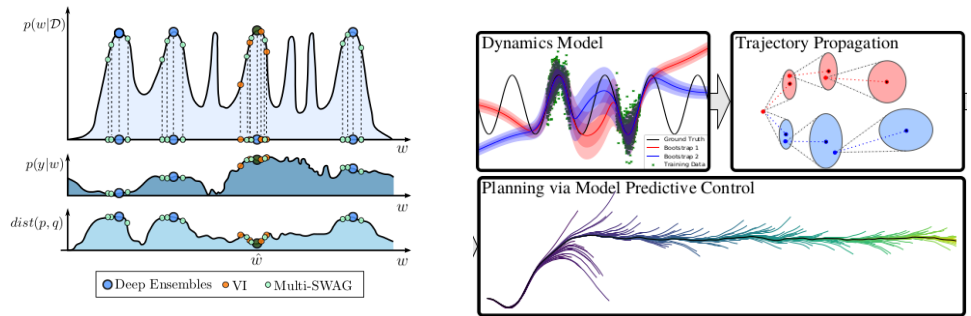 p(w|D)
w
p(y|w)
w
dist(p, q)
ŵ
w
Deep Ensembles
VI
Multi-SWAG
Dynamics Model
Ground Truth
Bootstrap 1
Bootstrap 2
Training Data
Trajectory Propagation
Planning via Model Predictive Control